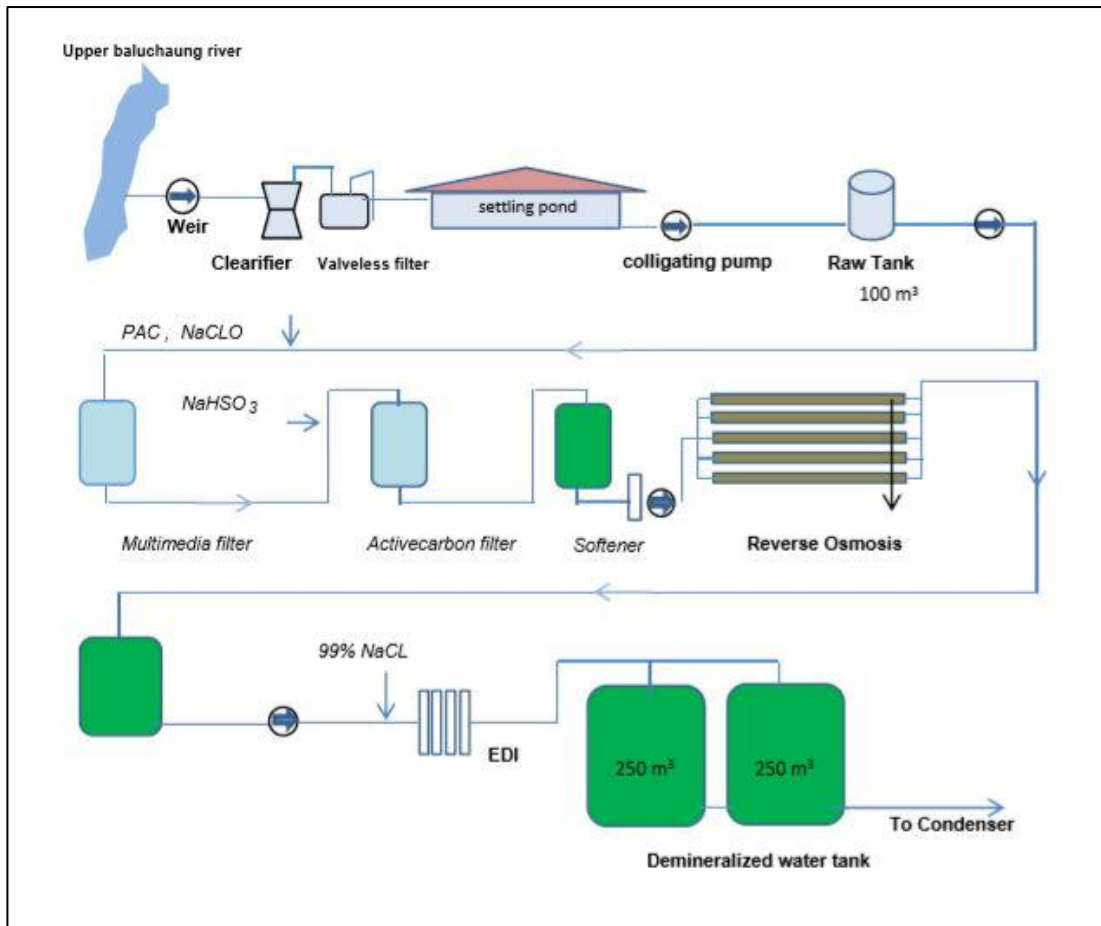 Upper baluchaung river
settling pond
Weir
Clearifier
Valveless filter
colligating pump
Raw Tank
100 m³
PAC , NaCLO
NaHSO3
Multimedia filter
Activecarbon filter
Softener
Reverse Osmosis
99% NaCL
EDI
250 m³
250 m³
To Condenser
Demineralized water tank